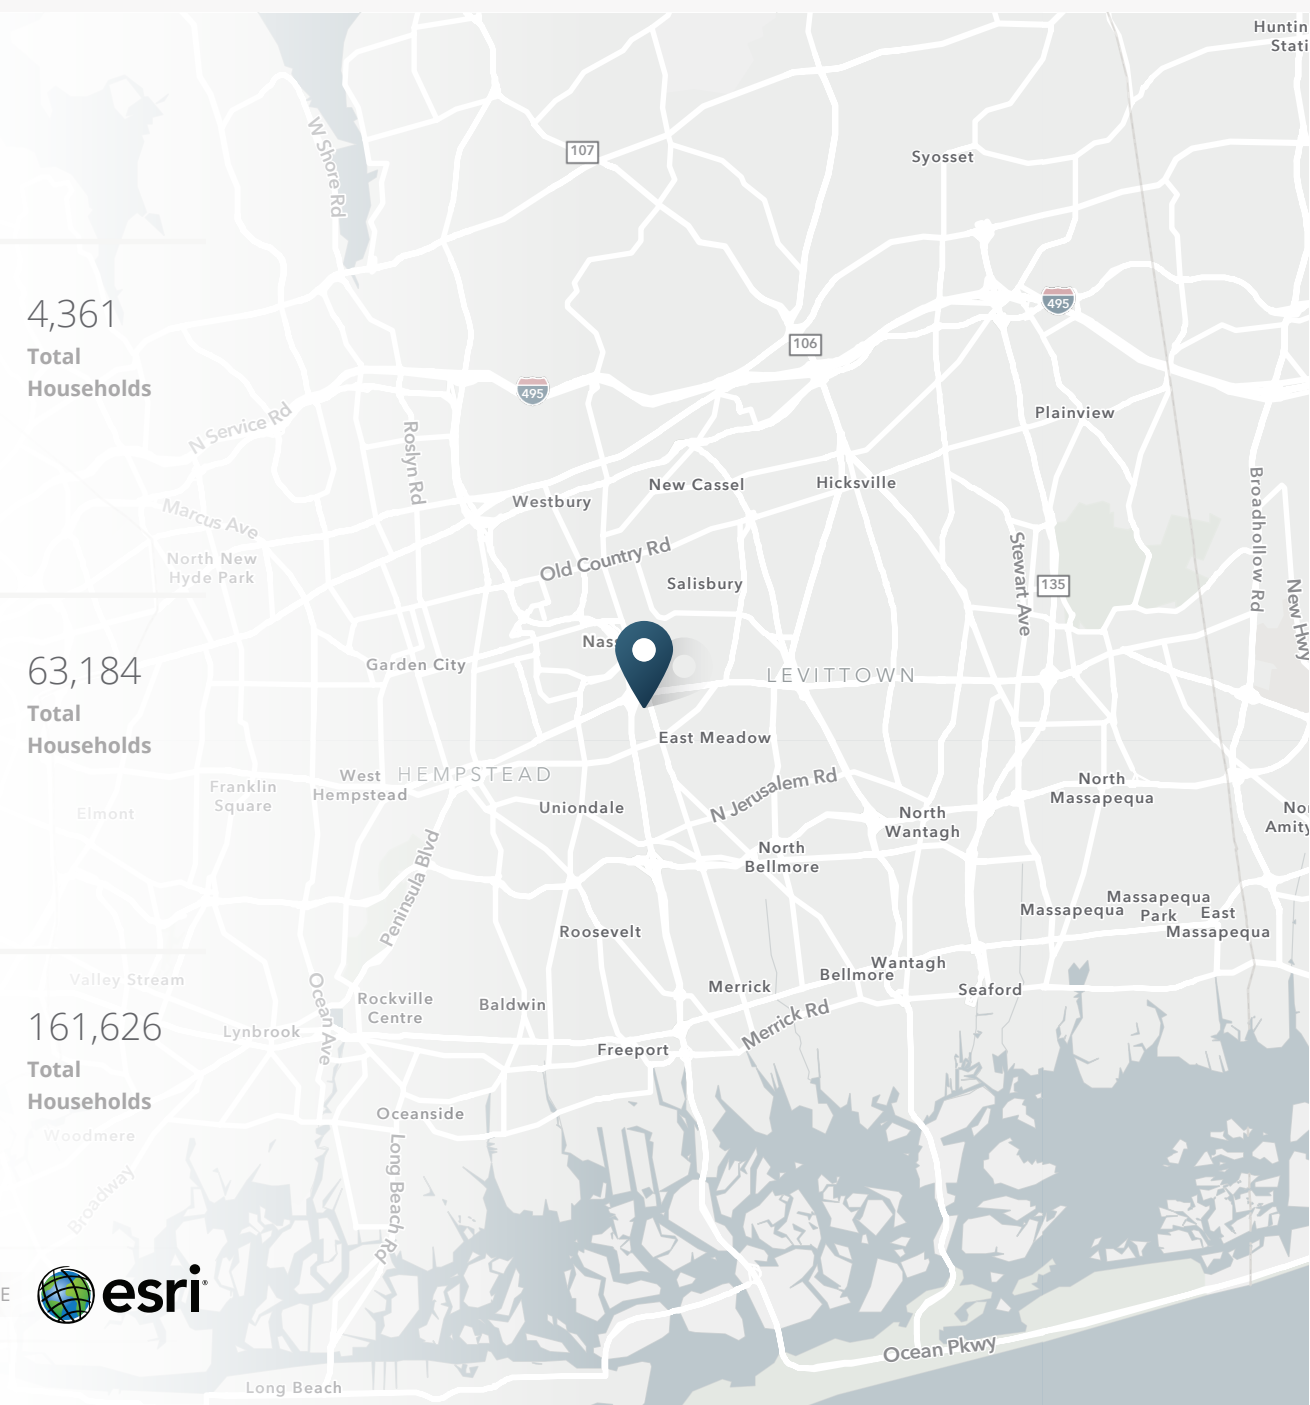 Huntin
Stati
W Shore Rd
107
Syosset
495
4,361
106
Total
Households
495
N Service Rd
Plainview
Roslyn Rd
New Cassel
Hicksville
Westbury
Broadhollow Rd
Marcus Ave
Old Country Rd
North New
Hyde Park
Stewart Ave
Salisbury
135
New Hwy
Nass
63,184
Garden City
LEVITTOWN
Total
Households
East Meadow
West
Hempstead
HEMPSTEAD
N Jerusalem Rd
North
Massapequa
Franklin
Square
Elmont
Uniondale
North
Wantagh
No
Amity
North
Bellmore
Peninsula Blvd
Massapequa
Massapequa
Park
East
Massapequa
Roosevelt
Valley Stream
Wantagh
Bellmore
Merrick
Seaford
Ocean Ave
Rockville
Centre
Baldwin
161,626
Lynbrook
Merrick Rd
Freeport
Total
Households
Oceanside
Woodmere
Long Beach Rd
Broadway
E
esri
Ocean Pkwy
Long Beach